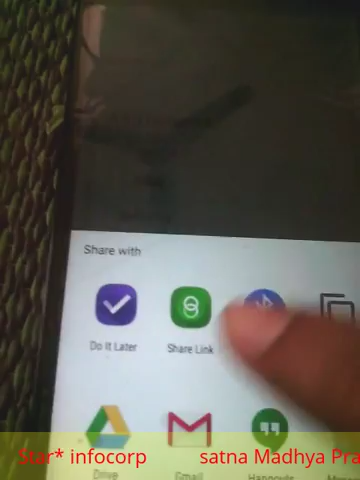 Share with
Do It Later
Share Link
Star* infocorp satna Madhya Pra
Drive
Gmail
Hangouts